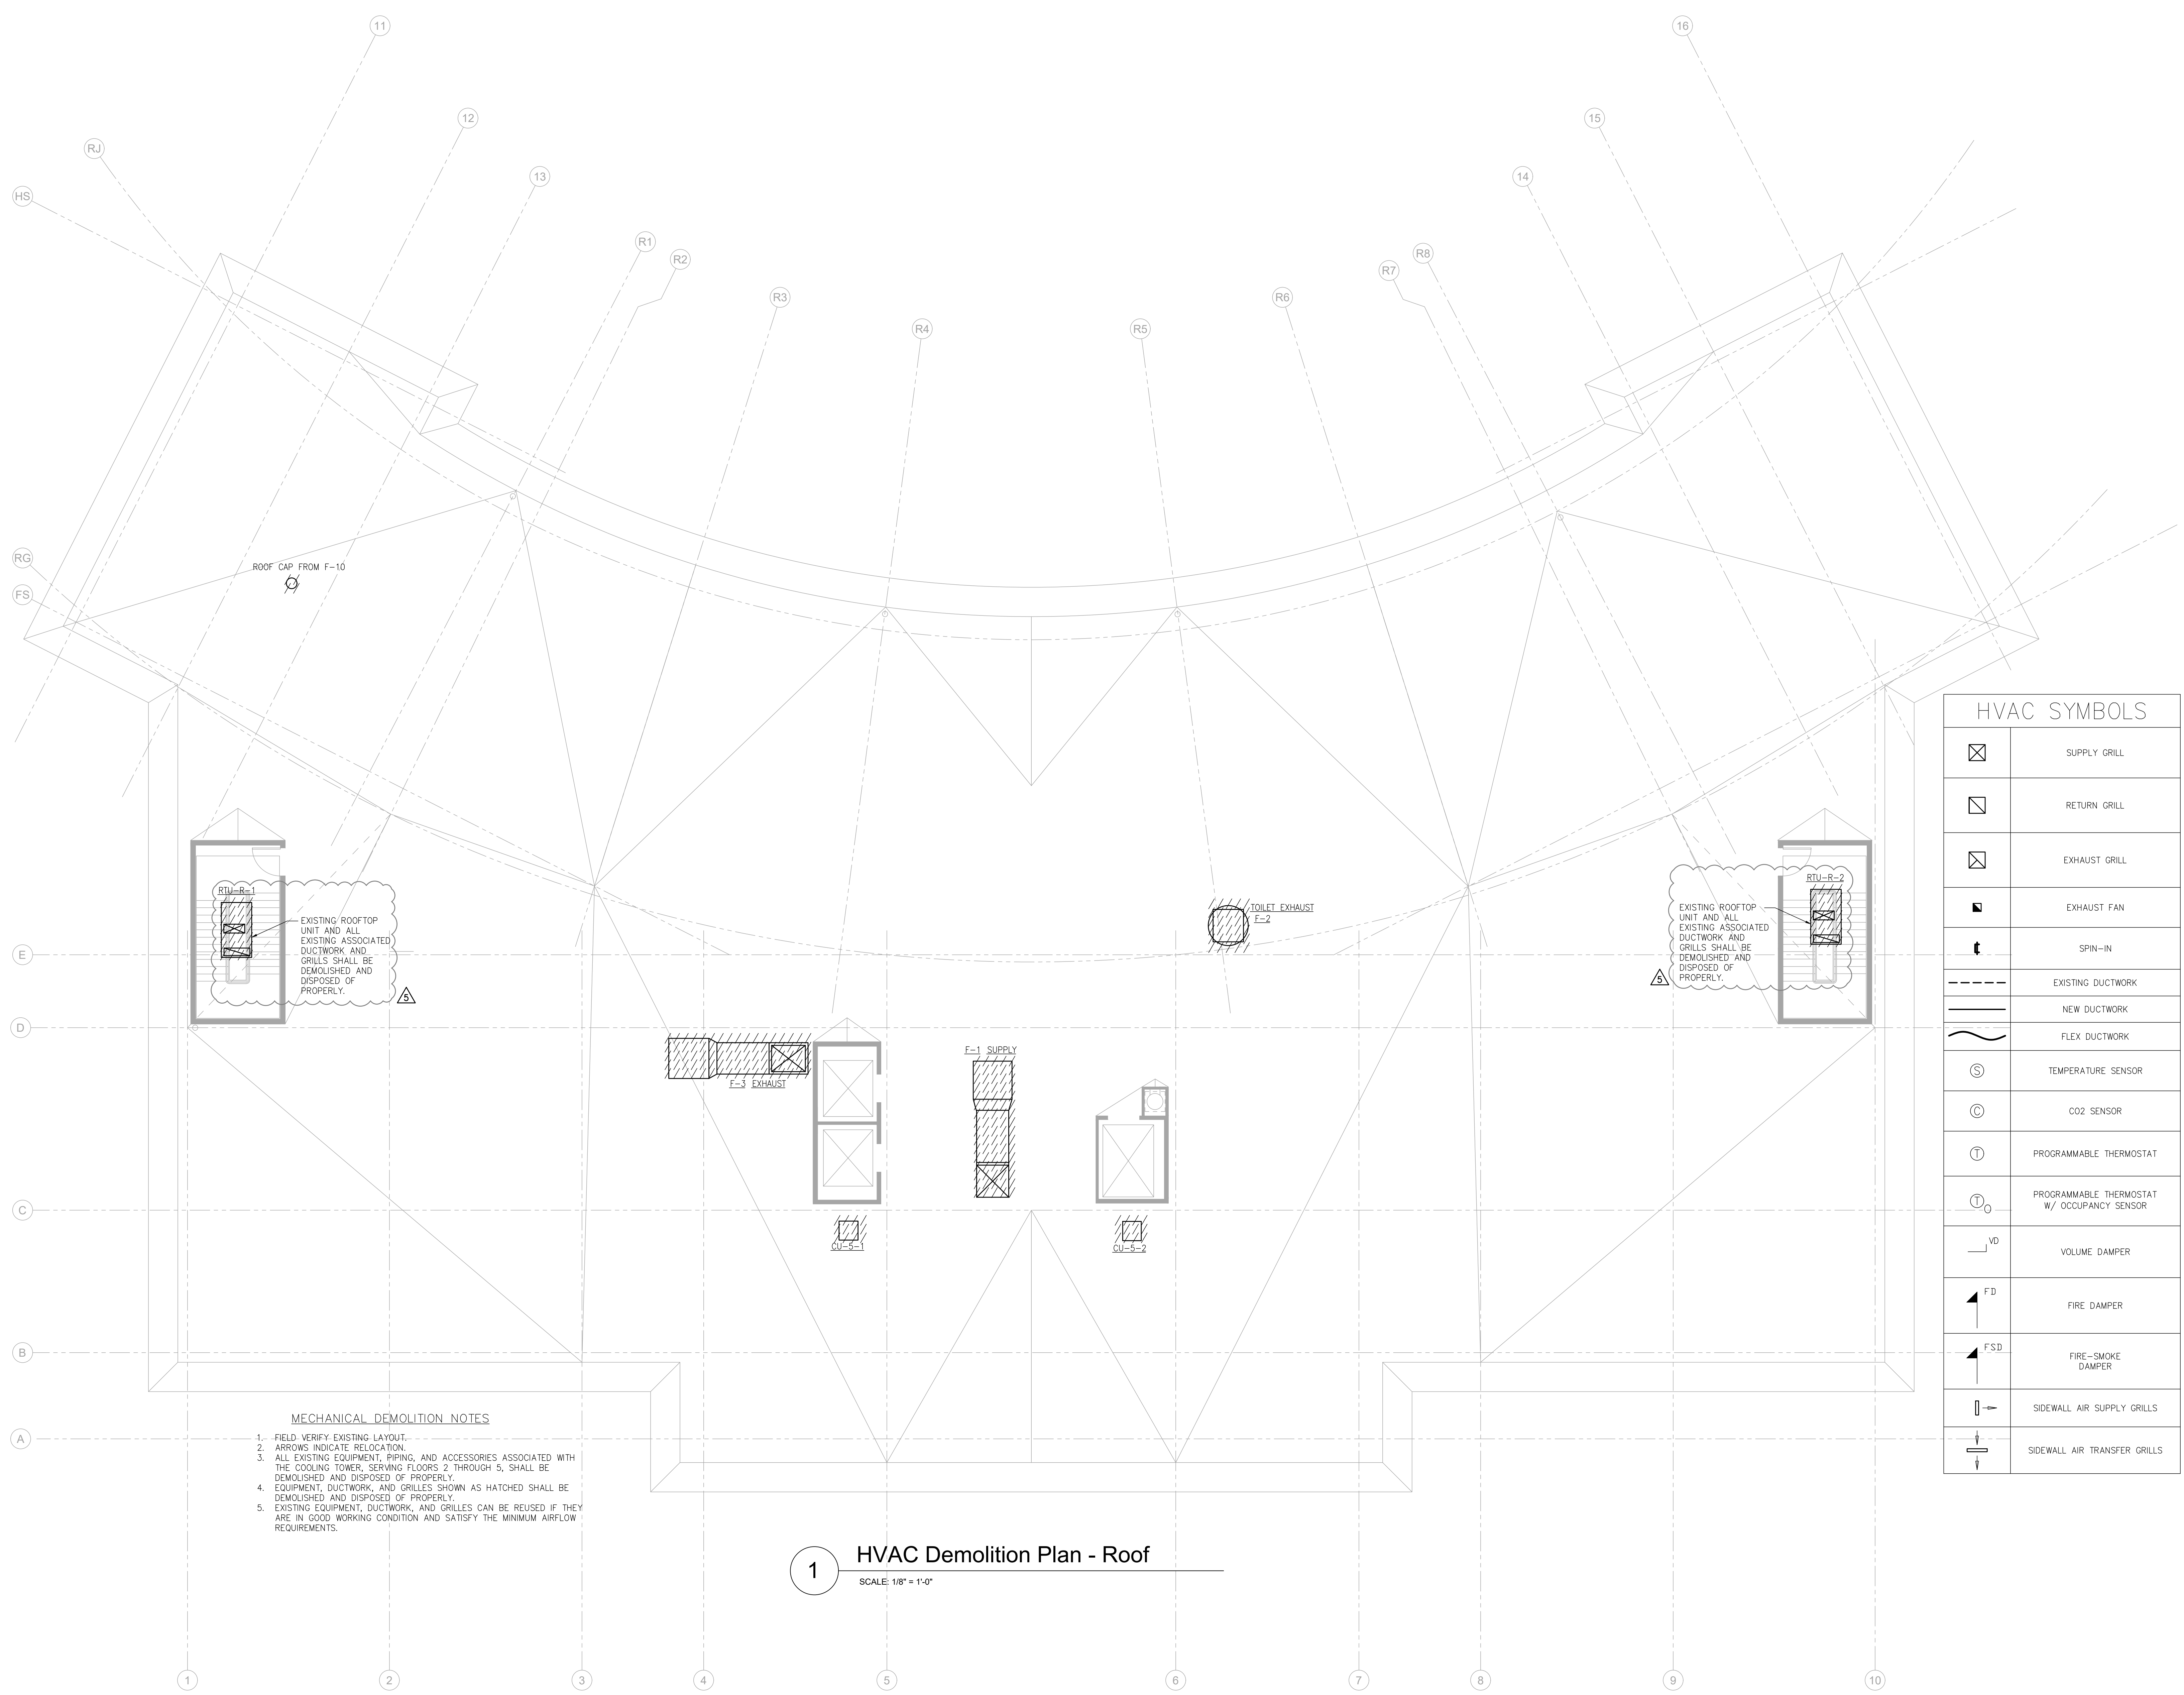 11
16
12
15
RJ
13
14
HS
R1
R2
R8
R7
R3
R6
R4
R5
RG
ROOF CAP FROM F-10
FS
HVAC SYMBOLS
SUPPLY GRILL
RETURN GRILL
EXHAUST GRILL
EXHAUST FAN
SPIN-IN
EXISTING DUCTWORK
NEW DUCTWORK
FLEX DUCTWORK
S
TEMPERATURE SENSOR
C
CO2 SENSOR
T
PROGRAMMABLE THERMOSTAT
T
O
PROGRAMMABLE THERMOSTAT
W/ OCCUPANCY SENSOR
VD
VOLUME DAMPER
FD
FIRE DAMPER
FSD
FIRE-SMOKE
DAMPER
SIDEWALL AIR SUPPLY GRILLS
SIDEWALL AIR TRANSFER GRILLS
RTU-R-1
EXISTING ROOFTOP
UNIT AND ALL
EXISTING ASSOCIATED
DUCTWORK AND
GRILLS SHALL BE
DEMOLISHED AND
DISPOSED OF
PROPERLY.
5
TOILET EXHAUST
F-2
RTU-R-2
EXISTING ROOFTOP
UNIT AND ALL
EXISTING ASSOCIATED
DUCTWORK AND
GRILLS SHALL BE
DEMOLISHED AND
DISPOSED OF
PROPERLY.
5
E
D
F-3 EXHAUST
F-1 SUPPLY
C
CU-5-1
CU-5-2
B
A
MECHANICAL DEMOLITION NOTES
1. FIELD VERIFY EXISTING LAYOUT.
2. ARROWS INDICATE RELOCATION.
3. ALL EXISTING EQUIPMENT, PIPING, AND ACCESSORIES ASSOCIATED WITH
THE COOLING TOWER, SERVING FLOORS 2 THROUGH 5, SHALL BE
DEMOLISHED AND DISPOSED OF PROPERLY.
4. EQUIPMENT, DUCTWORK, AND GRILLES SHOWN AS HATCHED SHALL BE
DEMOLISHED AND DISPOSED OF PROPERLY.
5. EXISTING EQUIPMENT, DUCTWORK, AND GRILLES CAN BE REUSED IF THEY
ARE IN GOOD WORKING CONDITION AND SATISFY THE MINIMUM AIRFLOW
REQUIREMENTS.
1
HVAC Demolition Plan - Roof
SCALE: 1/8" = 1'-0"
1
2
3
4
5
6
7
8
9
10